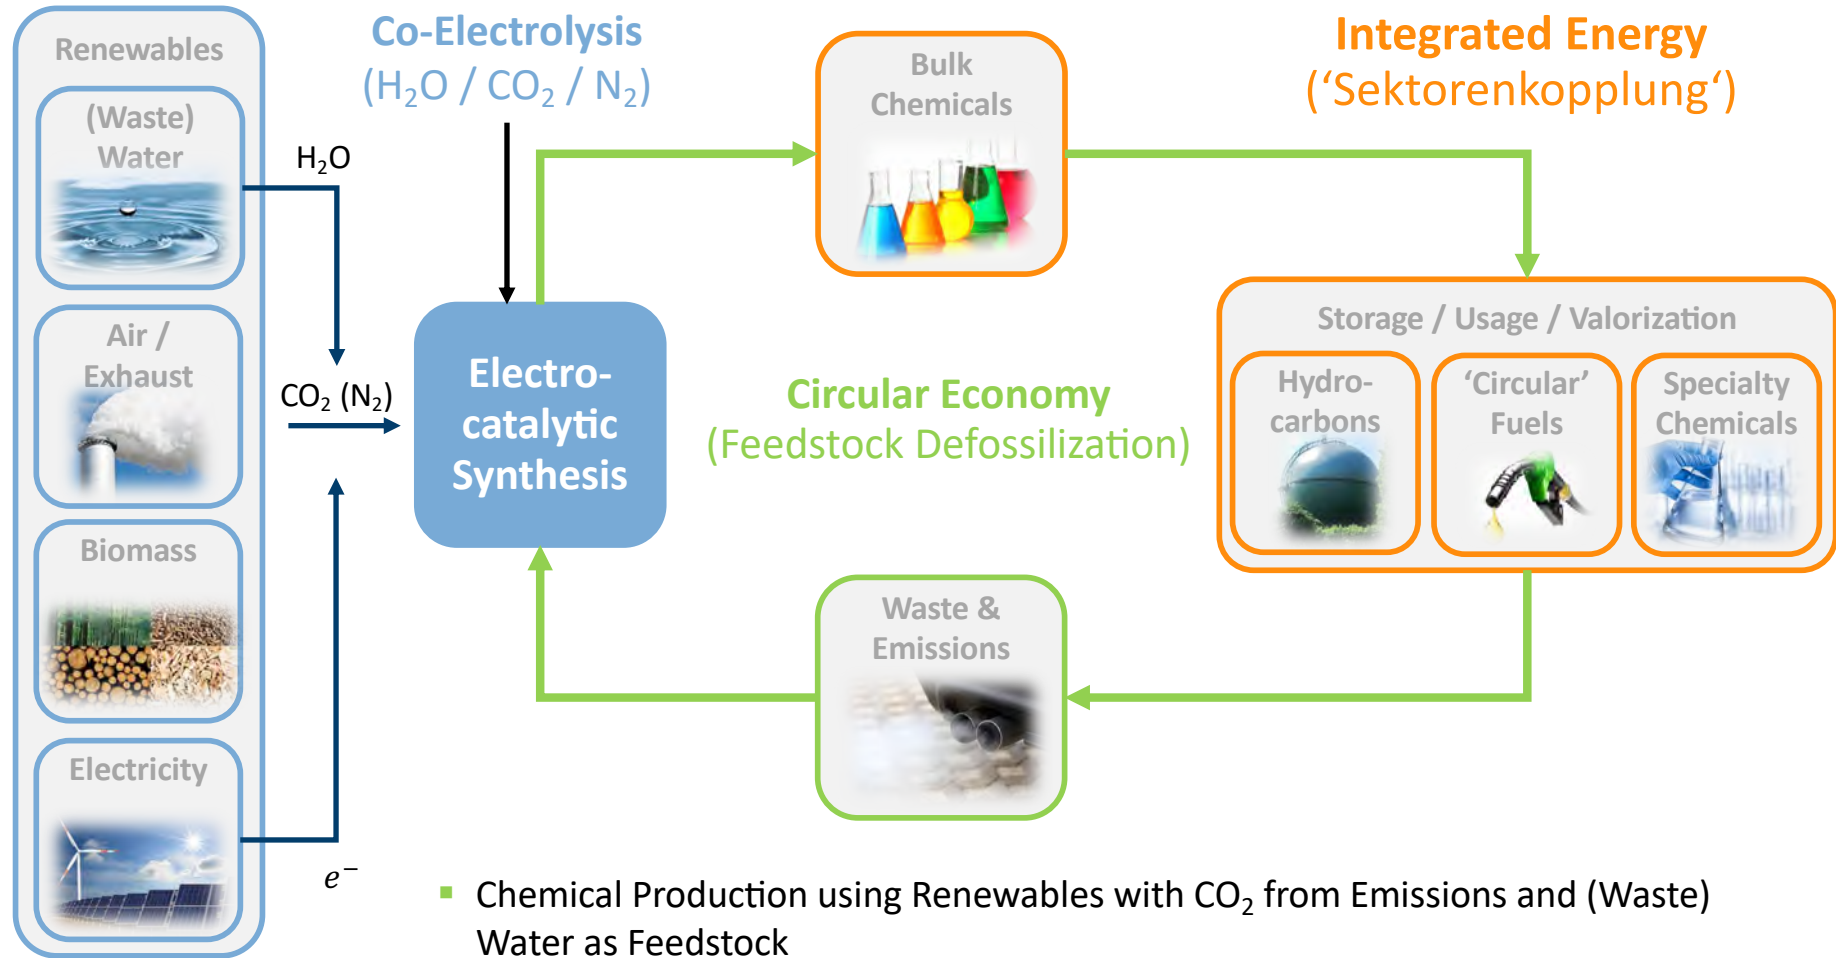 Renewables
(Waste)
Water
Air /
Exhaust
Biomass
Electricity
H₂O
CO₂ (N₂)
e⁻
Co-Electrolysis
(H₂O / CO₂ / N₂)
Electro-
catalytic
Synthesis
Bulk
Chemicals
Circular Economy
(Feedstock Defossilization)
Waste &
Emissions
Integrated Energy
(‘Sektorenkopplung‘)
Storage / Usage / Valorization
Hydro-
carbons
‘Circular’
Fuels
Specialty
Chemicals
▪ Chemical Production using Renewables with CO₂ from Emissions and (Waste)
Water as Feedstock